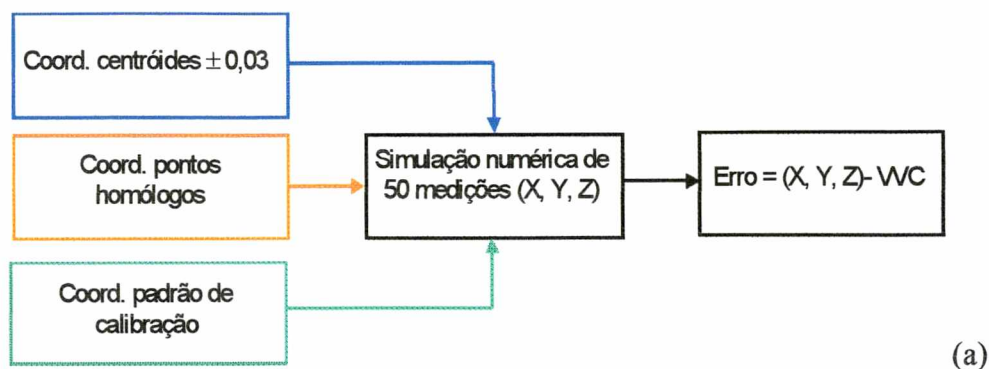 Coord. centróides ± 0,03
Coord. pontos
homólogos
Simulação numérica de
50 medições (X, Y, Z)
Erro = (X, Y, Z)- VVC
Coord. padrão de
calibração
(a)